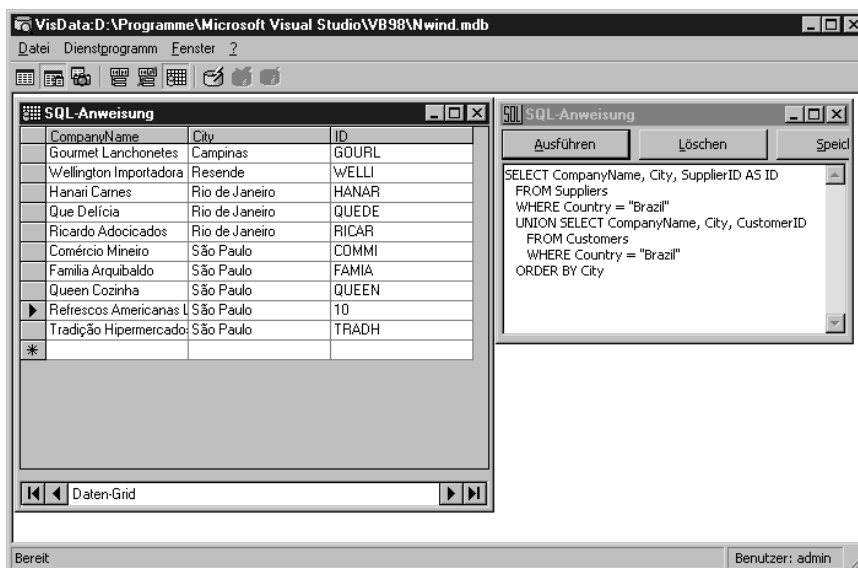 VisData:D:\Programme\Microsoft Visual Studio\VB98\Nwind.mdb
Datei Dienstprogramm Fenster ?
SQL-Anweisung
CompanyName City ID
Gourmet Lanchonetes Campinas GOURL
Wellington Importadora Resende WELLI
Hanari Carnes Rio de Janeiro HANAR
Que Delícia Rio de Janeiro QUEDE
Ricardo Adocicados Rio de Janeiro RICAR
Comércio Mineiro São Paulo COMMI
Familia Arquibaldo São Paulo FAMIA
Queen Cozinha São Paulo QUEEN
Refrescos Americanas L São Paulo 10
Tradição Hipermercados São Paulo TRADH
Daten-Grid
SQL SQL-Anweisung
Ausführen Löschen Speicl
SELECT CompanyName, City, SupplierID AS ID
FROM Suppliers
WHERE Country = "Brazil"
UNION SELECT CompanyName, City, CustomerID
FROM Customers
WHERE Country = "Brazil"
ORDER BY City
Bereit Benutzer: admin